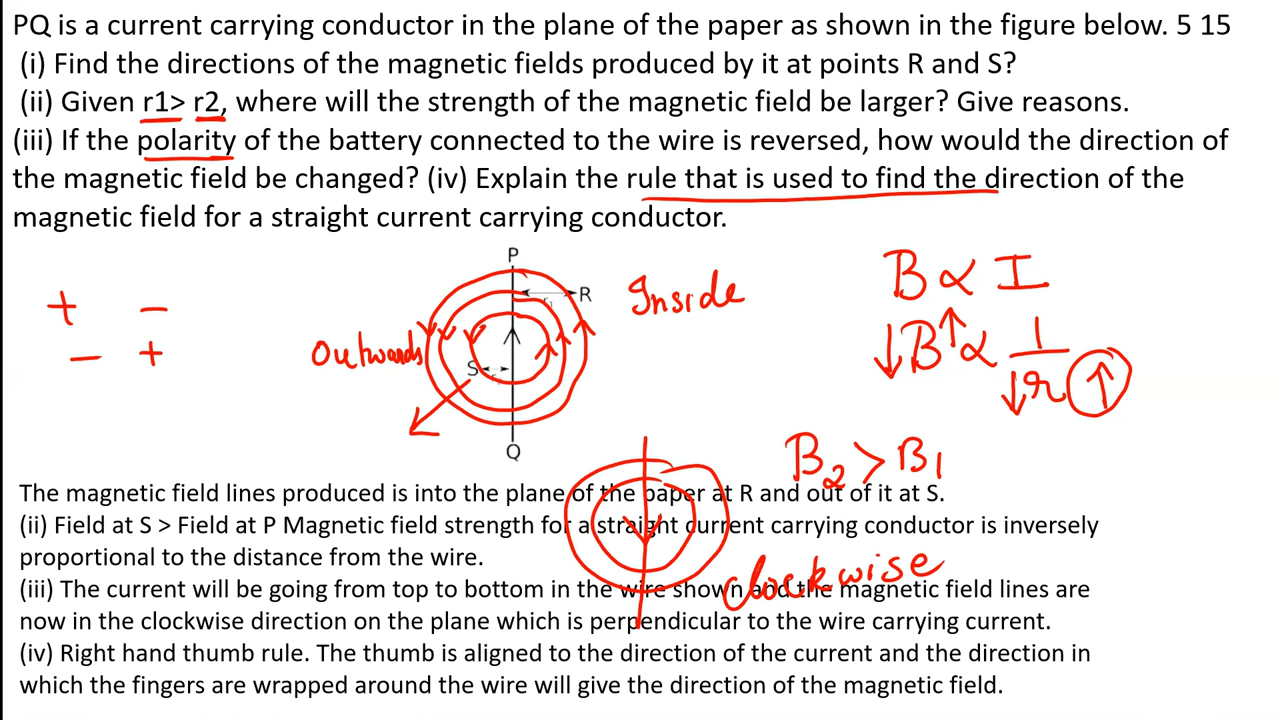 PQ is a current carrying conductor in the plane of the paper as shown in the figure below. 5 15
(i) Find the directions of the magnetic fields produced by it at points R and S?
(ii) Given r1> r2, where will the strength of the magnetic field be larger? Give reasons.
(iii) If the polarity of the battery connected to the wire is reversed, how would the direction of
the magnetic field be changed? (iv) Explain the rule that is used to find the direction of the
magnetic field for a straight current carrying conductor.
P
+ −
− +
Outwards
R
S
Q
Inside
B ∝ I
↓B↑ ∝ 1/↓r ↑
B2 > B1
The magnetic field lines produced is into the plane of the paper at R and out of it at S.
(ii) Field at S > Field at P Magnetic field strength for a straight current carrying conductor is inversely
proportional to the distance from the wire.
(iii) The current will be going from top to bottom in the wire shown and the magnetic field lines are
clockwise
now in the clockwise direction on the plane which is perpendicular to the wire carrying current.
(iv) Right hand thumb rule. The thumb is aligned to the direction of the current and the direction in
which the fingers are wrapped around the wire will give the direction of the magnetic field.